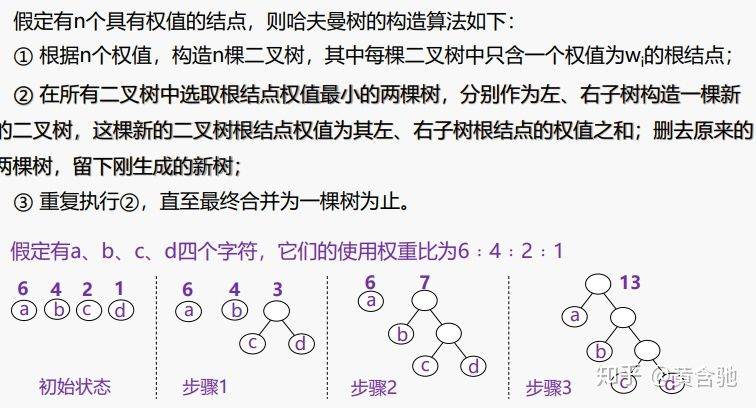 假定有n个具有权值的结点，则哈夫曼树的构造算法如下：
① 根据n个权值，构造n棵二叉树，其中每棵二叉树中只含一个权值为wi的根结点；
② 在所有二叉树中选取根结点权值最小的两棵树，分别作为左、右子树构造一棵新
的二叉树，这棵新的二叉树根结点权值为其左、右子树根结点的权值之和；删去原来的
两棵树，留下刚生成的新树；
③ 重复执行②，直至最终合并为一棵树为止。
假定有a、b、c、d四个字符，它们的使用权重比为6：4：2：1
6 4 2 1
a b c d
初始状态
6 4 3
a b
c d
步骤1
6 7
a
b
c d
步骤2
13
a
b
c d
步骤3
知乎 @黄含驰